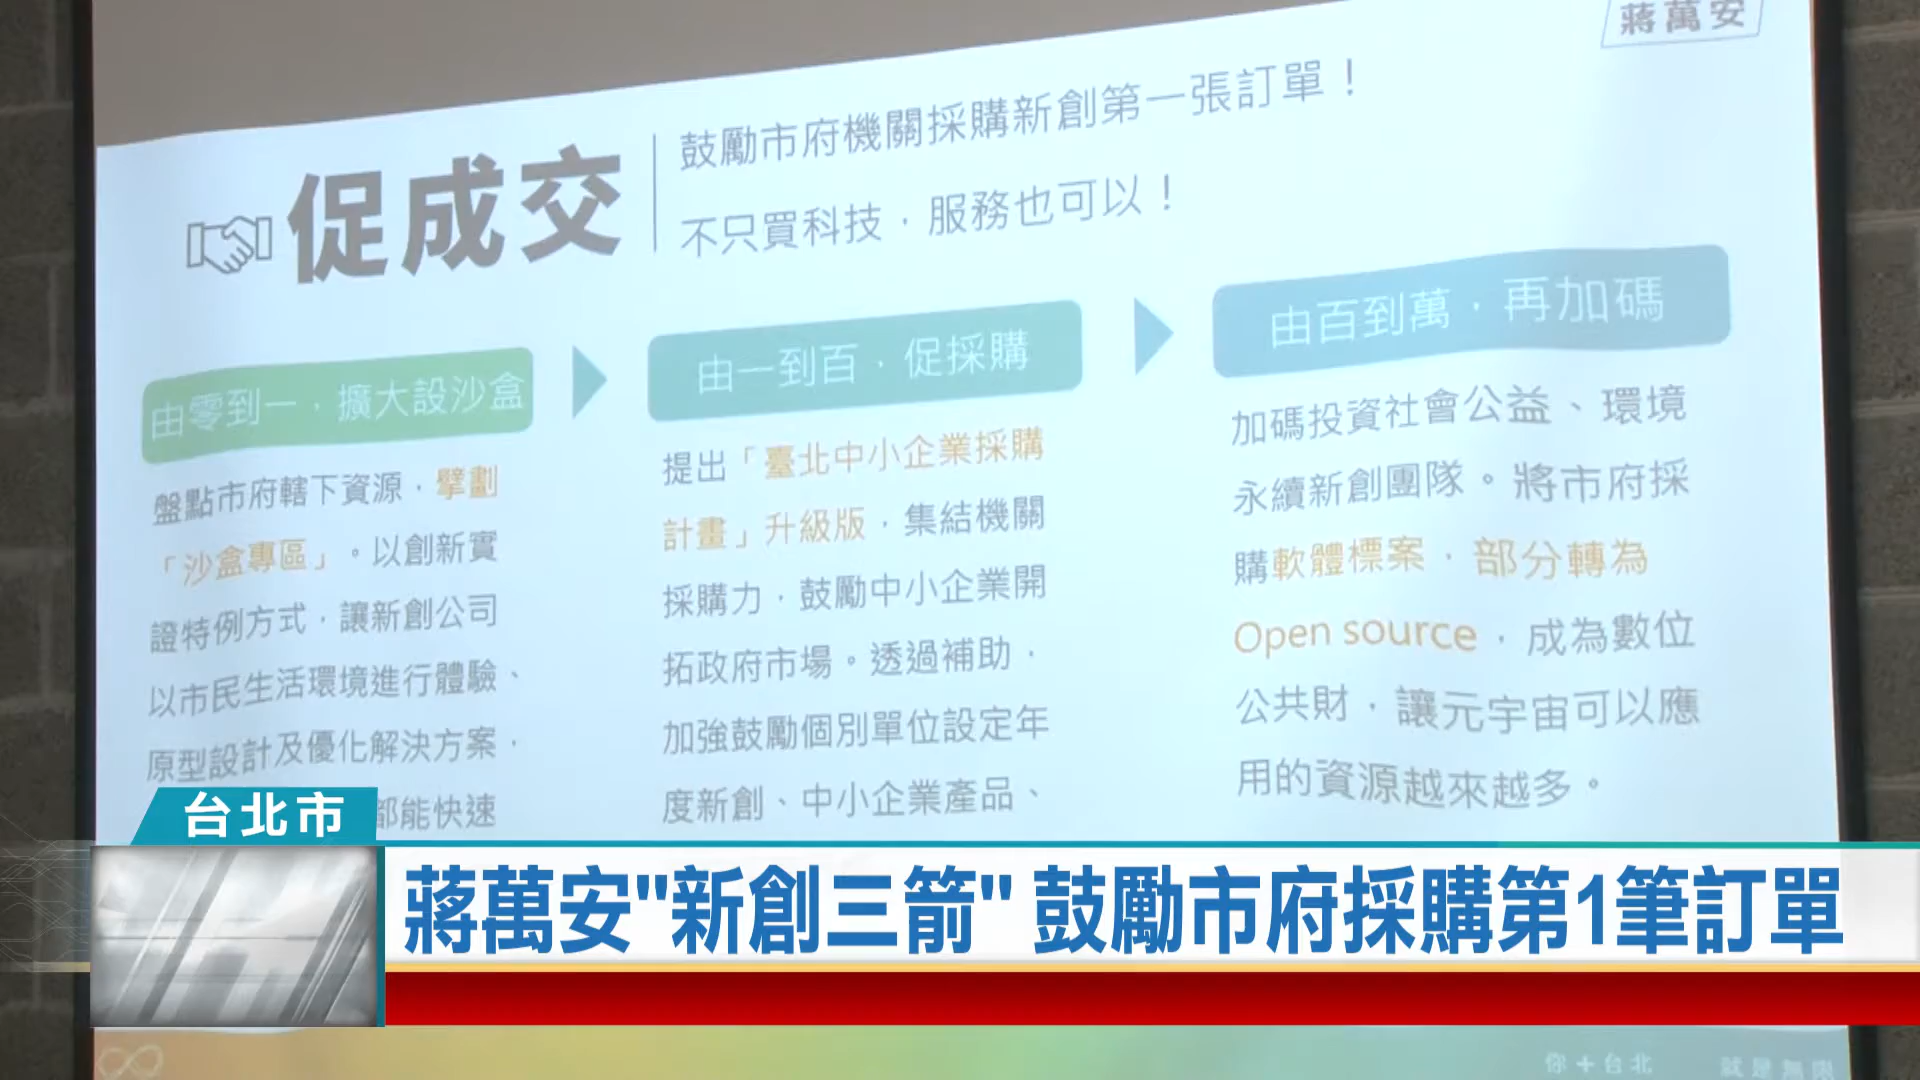 蔣萬安
促成交
鼓勵市府機關採購新創第一張訂單！
不只買科技，服務也可以！
由零到一，擴大設沙盒
盤點市府轄下資源，擘劃
「沙盒專區」。以創新實
證特例方式，讓新創公司
以市民生活環境進行體驗、
原型設計及優化解決方案，
都能快速
由一到百，促採購
提出「臺北中小企業採購
計畫」升級版，集結機關
採購力，鼓勵中小企業開
拓政府市場。透過補助，
加強鼓勵個別單位設定年
度新創、中小企業產品、
由百到萬，再加碼
加碼投資社會公益、環境
永續新創團隊。將市府採
購軟體標案，部分轉為
Open source，成為數位
公共財，讓元宇宙可以應
用的資源越來越多。
台北市
蔣萬安"新創三箭" 鼓勵市府採購第1筆訂單
你＋台北 就是無限